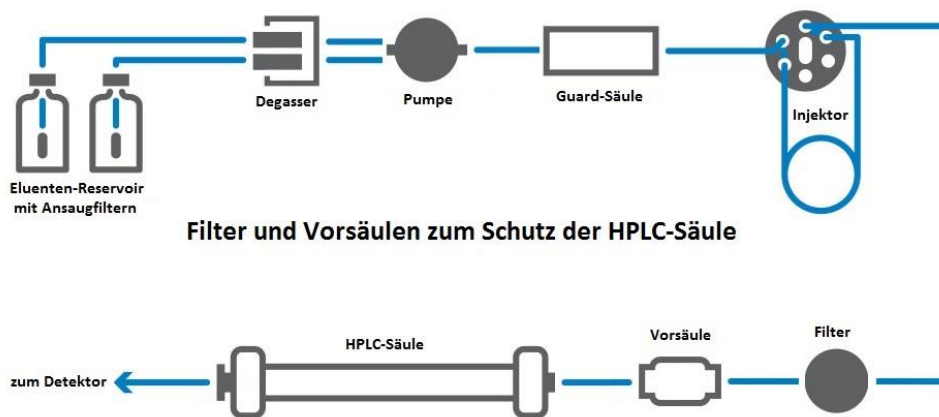 Degasser
Pumpe
Guard-Säule
Injektor
Eluenten-Reservoir
mit Ansaugfiltern
Filter und Vorsäulen zum Schutz der HPLC-Säule
zum Detektor
HPLC-Säule
Vorsäule
Filter